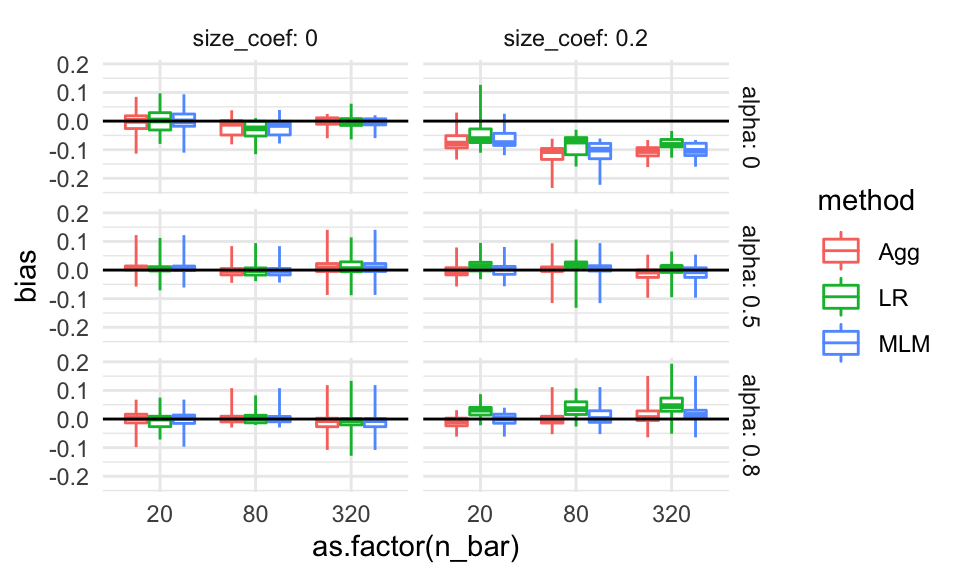 size_coef: 0
size_coef: 0.2
bias
0.2
0.1
0.0
-0.1
-0.2
alpha: 0
0.2
0.1
0.0
-0.1
-0.2
alpha: 0.5
0.2
0.1
0.0
-0.1
-0.2
alpha: 0.8
20 80 320
20 80 320
as.factor(n_bar)
method
Agg
LR
MLM